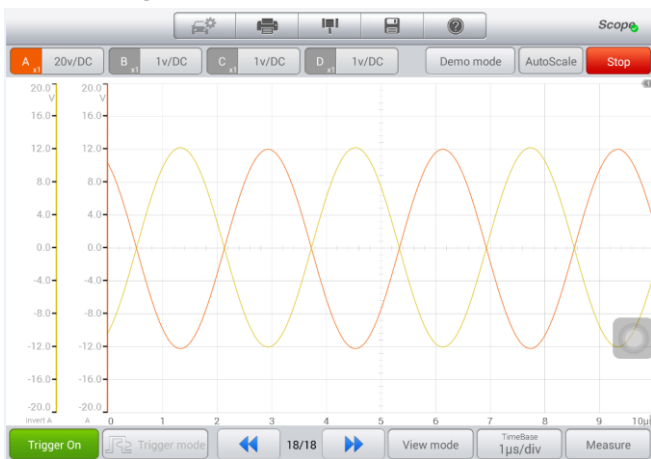 Scope
A x1 20v/DC B x1 1v/DC C x1 1v/DC D x1 1v/DC Demo mode AutoScale Stop
20.0 20.0
V V
16.0 16.0
12.0 12.0
8.0 8.0
4.0 4.0
0.0 0.0
-4.0 -4.0
-8.0 -8.0
-12.0 -12.0
-16.0 -16.0
-20.0 -20.0
Invert A A 0 1 2 3 4 5 6 7 8 9 10μ
Trigger On Trigger mode 18/18 View mode TimeBase Measure
1μs/div